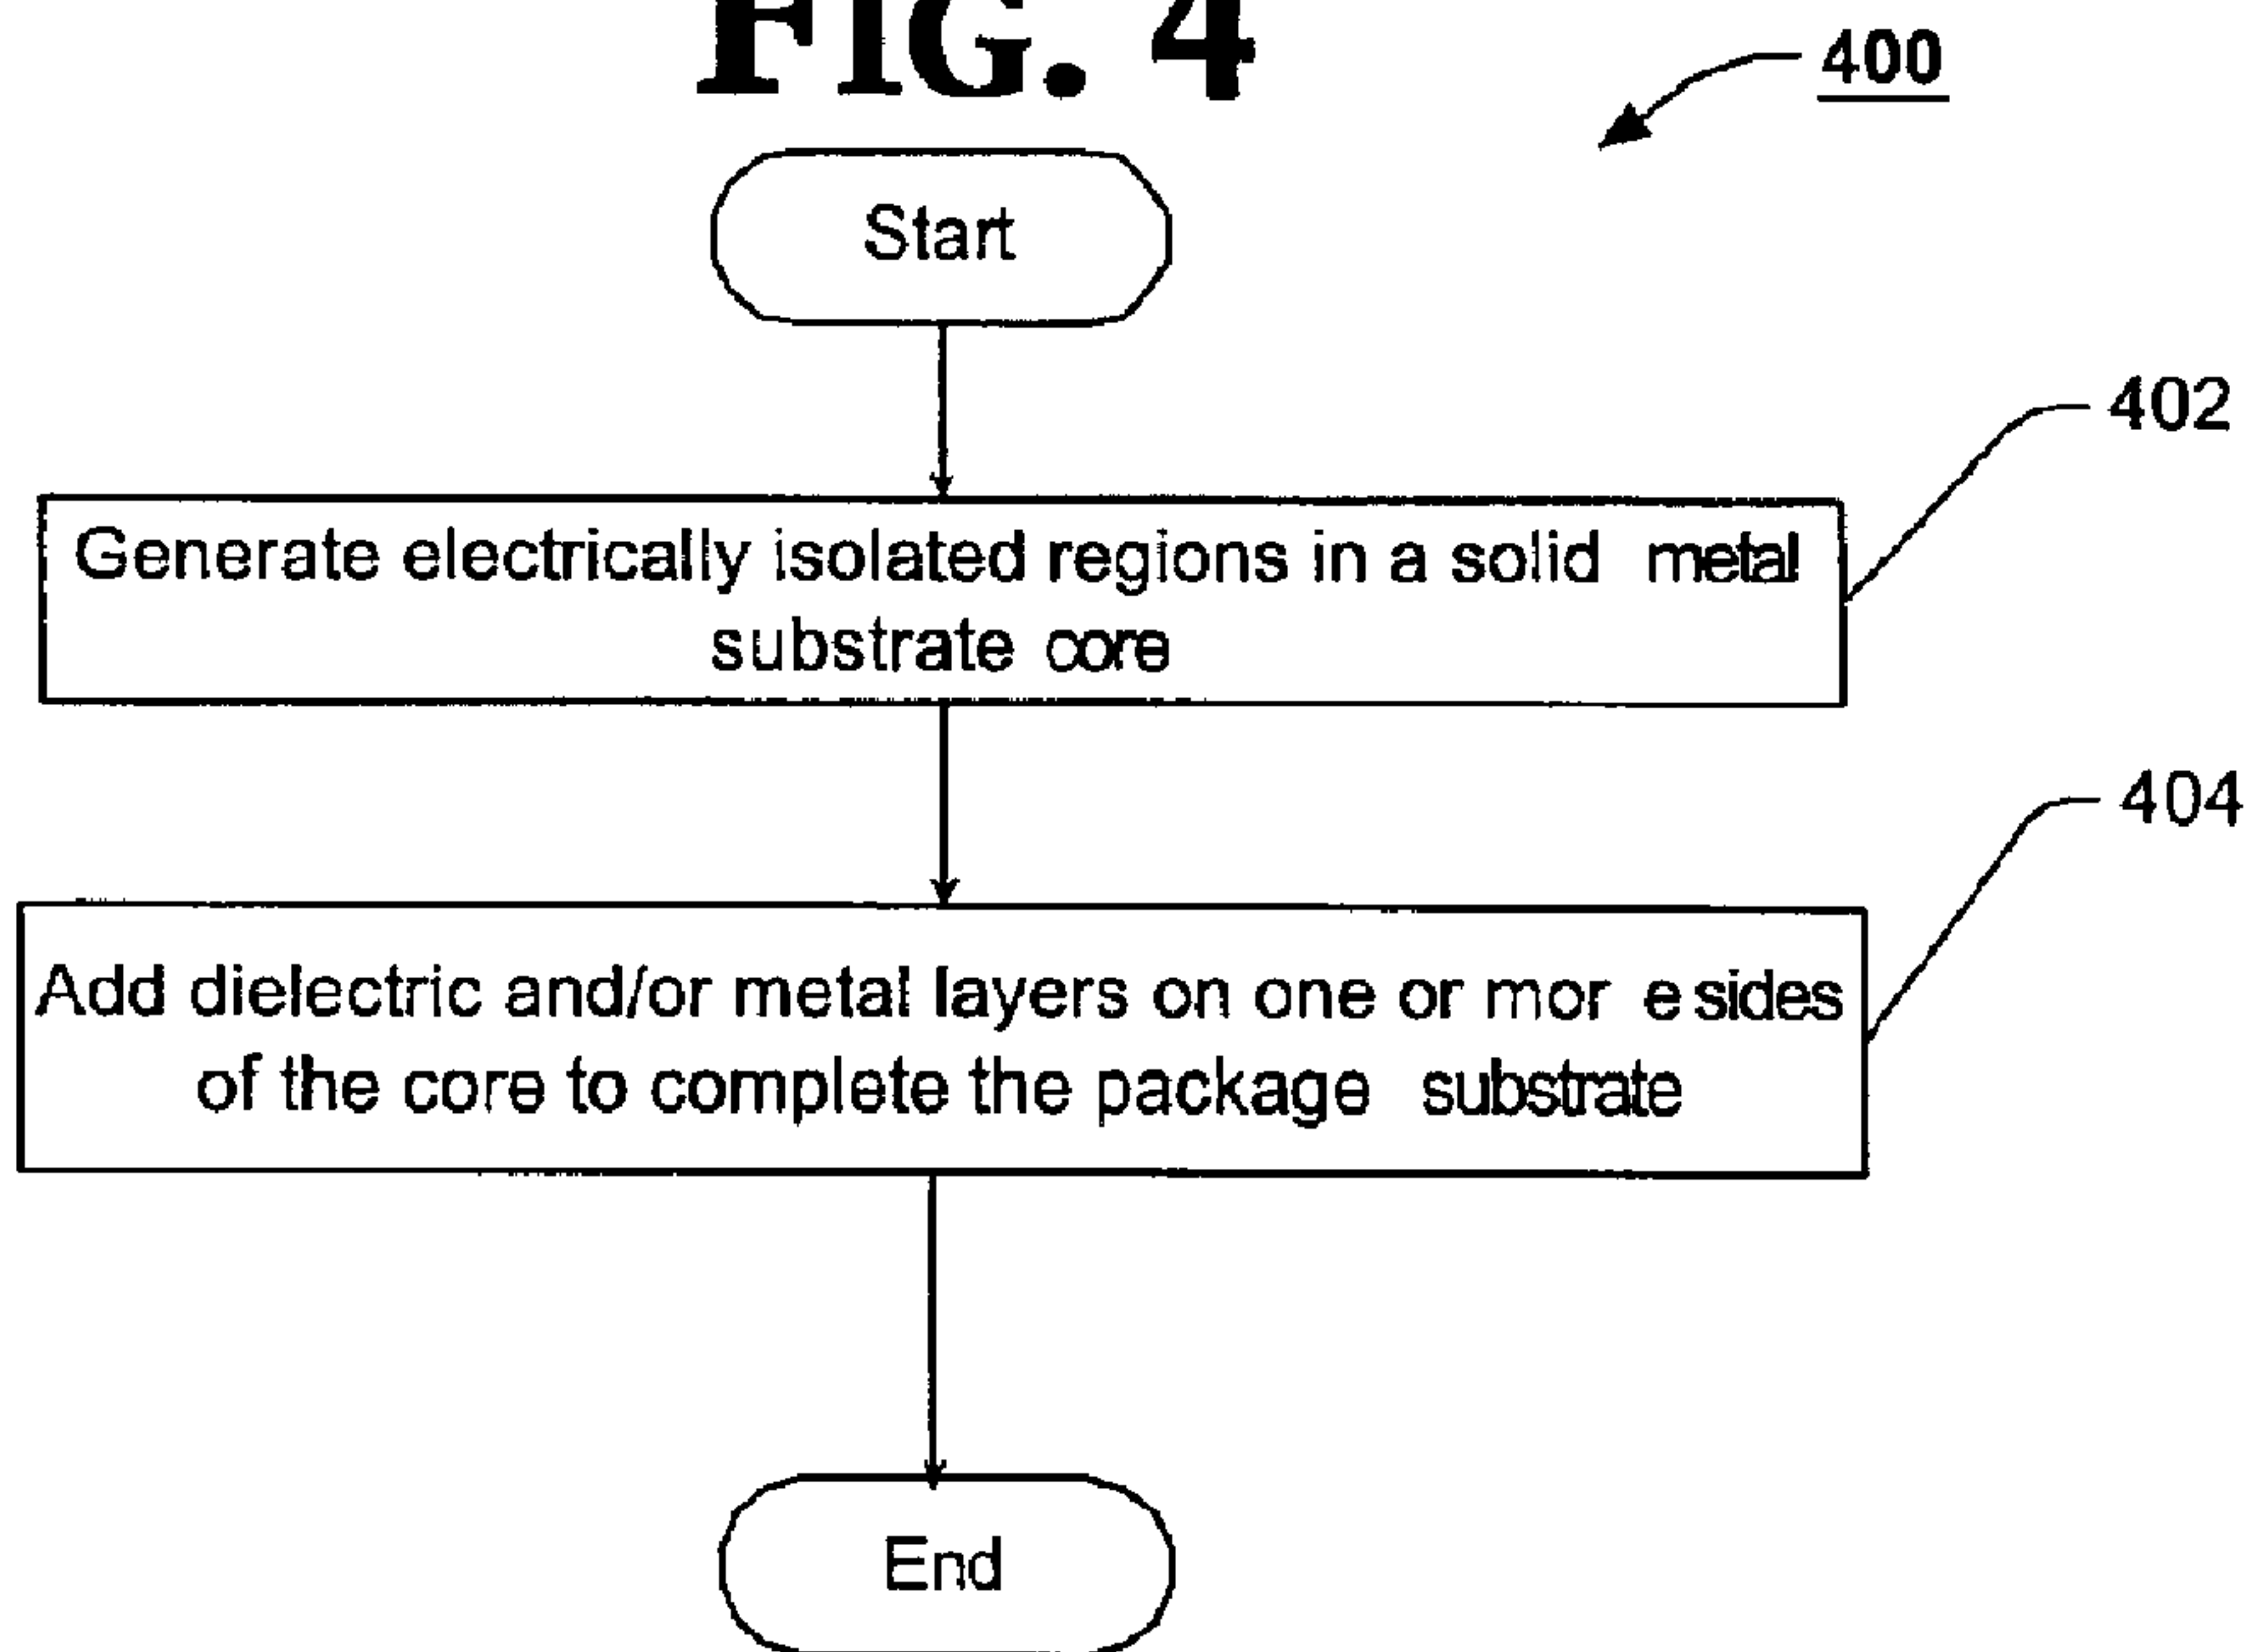 FIG. 4
400
Start
402
Generate electrically isolated regions in a solid metal
substrate core
404
Add dielectric and/or metal layers on one or mor e sides
of the core to complete the package substrate
End